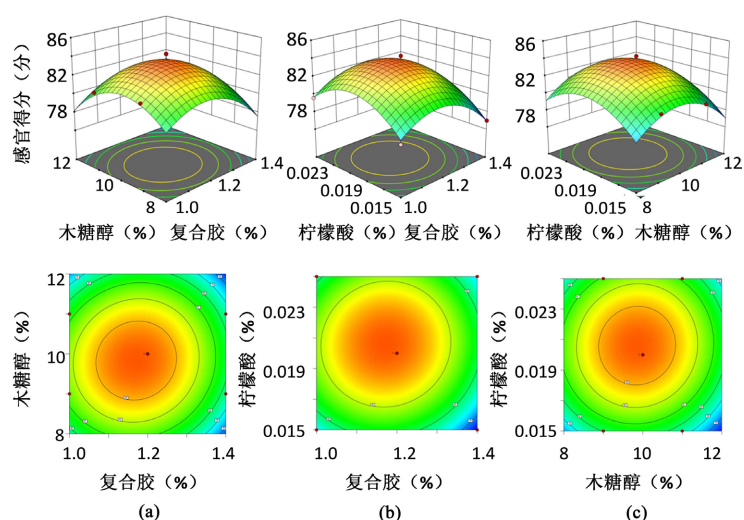 86
82
78
感官得分（分）
12
10
8
1.0
1.2
1.4
木糖醇（%） 复合胶（%）
86
82
78
0.023
0.019
0.015
1.0
1.2
1.4
柠檬酸（%） 复合胶（%）
86
82
78
0.023
0.019
0.015
8
10
12
柠檬酸（%） 木糖醇（%）
12
10
8
木糖醇（%）
1.0 1.2 1.4
复合胶（%）
(a)
0.023
0.019
0.015
柠檬酸（%）
1.0 1.2 1.4
复合胶（%）
(b)
0.023
0.019
0.015
柠檬酸（%）
8 10 12
木糖醇（%）
(c)